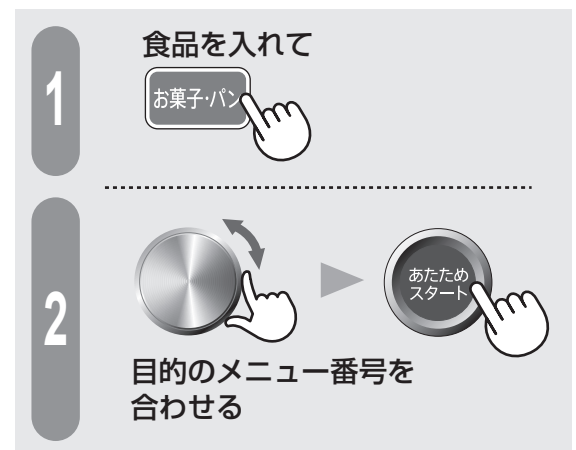 1
食品を入れて
お菓子・パン
2
あたため
スタート
目的のメニュー番号を
合わせる